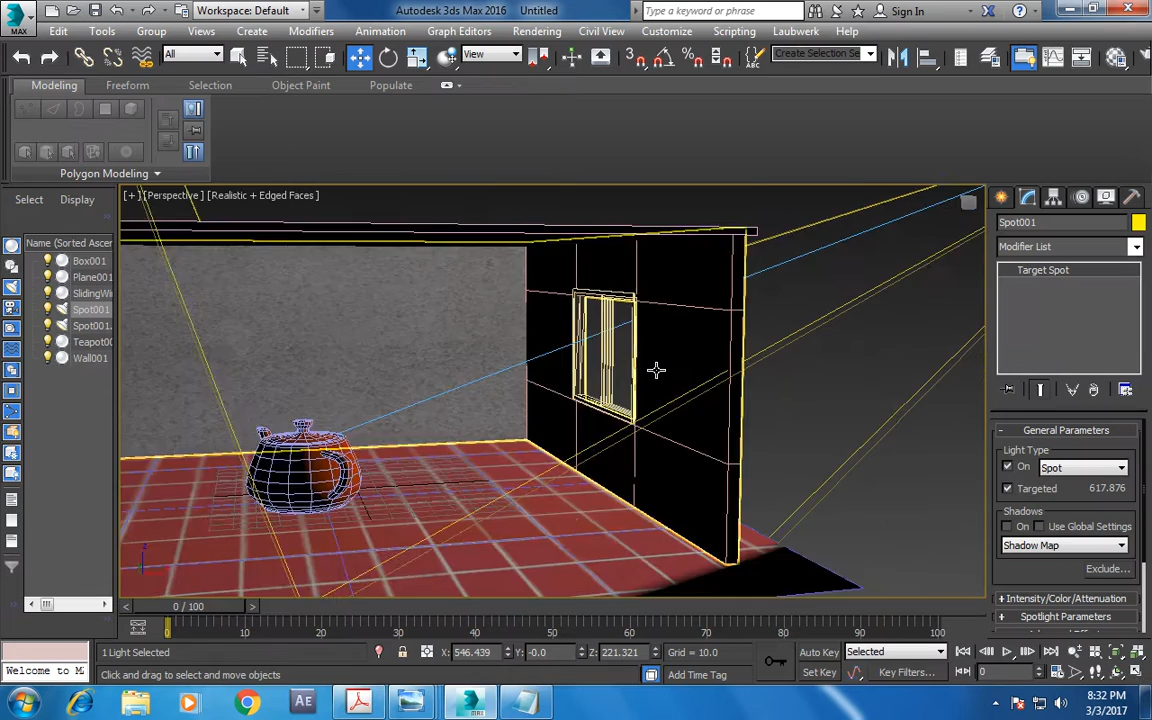 Workspace: Default
Autodesk 3ds Max 2016 Untitled
Type a keyword or phrase
Sign In
MAX
Edit Tools Group Views Create Modifiers Animation Graph Editors Rendering Civil View Customize Scripting Laubwerk Help
All
View
Create Selection Se
Modeling Freeform Selection Object Paint Populate
Polygon Modeling
Select Display
[+] [Perspective] [Realistic + Edged Faces]
Name (Sorted Ascen
Box001
Plane001
SlidingWi
Spot001
Spot001.
Teapot00
Wall001
Spot001
Modifier List
Target Spot
General Parameters
Light Type
On Spot
Targeted 617.876
Shadows
On Use Global Settings
Shadow Map
Exclude...
Intensity/Color/Attenuation
Spotlight Parameters
0 / 100
0 10 20 30 40 50 60 70 80 90 100
1 Light Selected
X: 546.439 Y: -0.0 Z: 221.321 Grid = 10.0
Auto Key Selected
Welcome to M
Click and drag to select and move objects
Add Time Tag
Set Key Key Filters...
0
Ae
MAX
8:32 PM
3/3/2017